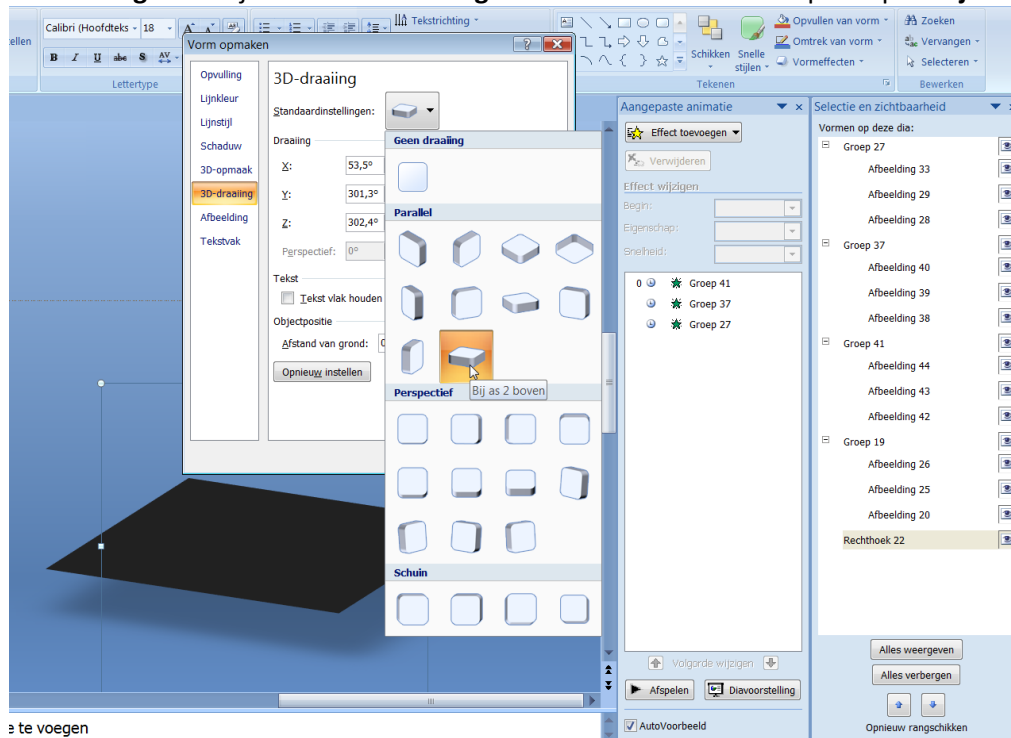 Tekstrichting
Opvullen van vorm
Zoeken
Calibri (Hoofdteks
18
Omtrek van vorm
Vervangen
Schikken
Snelle stijlen
Vormeffecten
Selecteren
Lettertype
Tekenen
Bewerken
Vorm opmaken
Opvulling
Lijnkleur
Lijnstijl
Schaduw
3D-opmaak
3D-draaiing
Afbeelding
Tekstvak
3D-draaiing
Standaardinstellingen:
Draaiing
X: 53,5°
Y: 301,3°
Z: 302,4°
Perspectief: 0°
Tekst
Tekst vlak houden
Objectpositie
Afstand van grond:
Opnieuw instellen
Geen draaiing
Parallel
Bij as 2 boven
Perspectief
Schuin
Aangepaste animatie
Effect toevoegen
Verwijderen
Effect wijzigen
Begin:
Eigenschap:
Snelheid:
0 Groep 41
Groep 37
Groep 27
Volgorde wijzigen
Afspelen
Diavoorstelling
AutoVoorbeeld
Selectie en zichtbaarheid
Vormen op deze dia:
Groep 27
Afbeelding 33
Afbeelding 29
Afbeelding 28
Groep 37
Afbeelding 40
Afbeelding 39
Afbeelding 38
Groep 41
Afbeelding 44
Afbeelding 43
Afbeelding 42
Groep 19
Afbeelding 26
Afbeelding 25
Afbeelding 20
Rechthoek 22
Alles weergeven
Alles verbergen
Opnieuw rangschikken
e te voegen